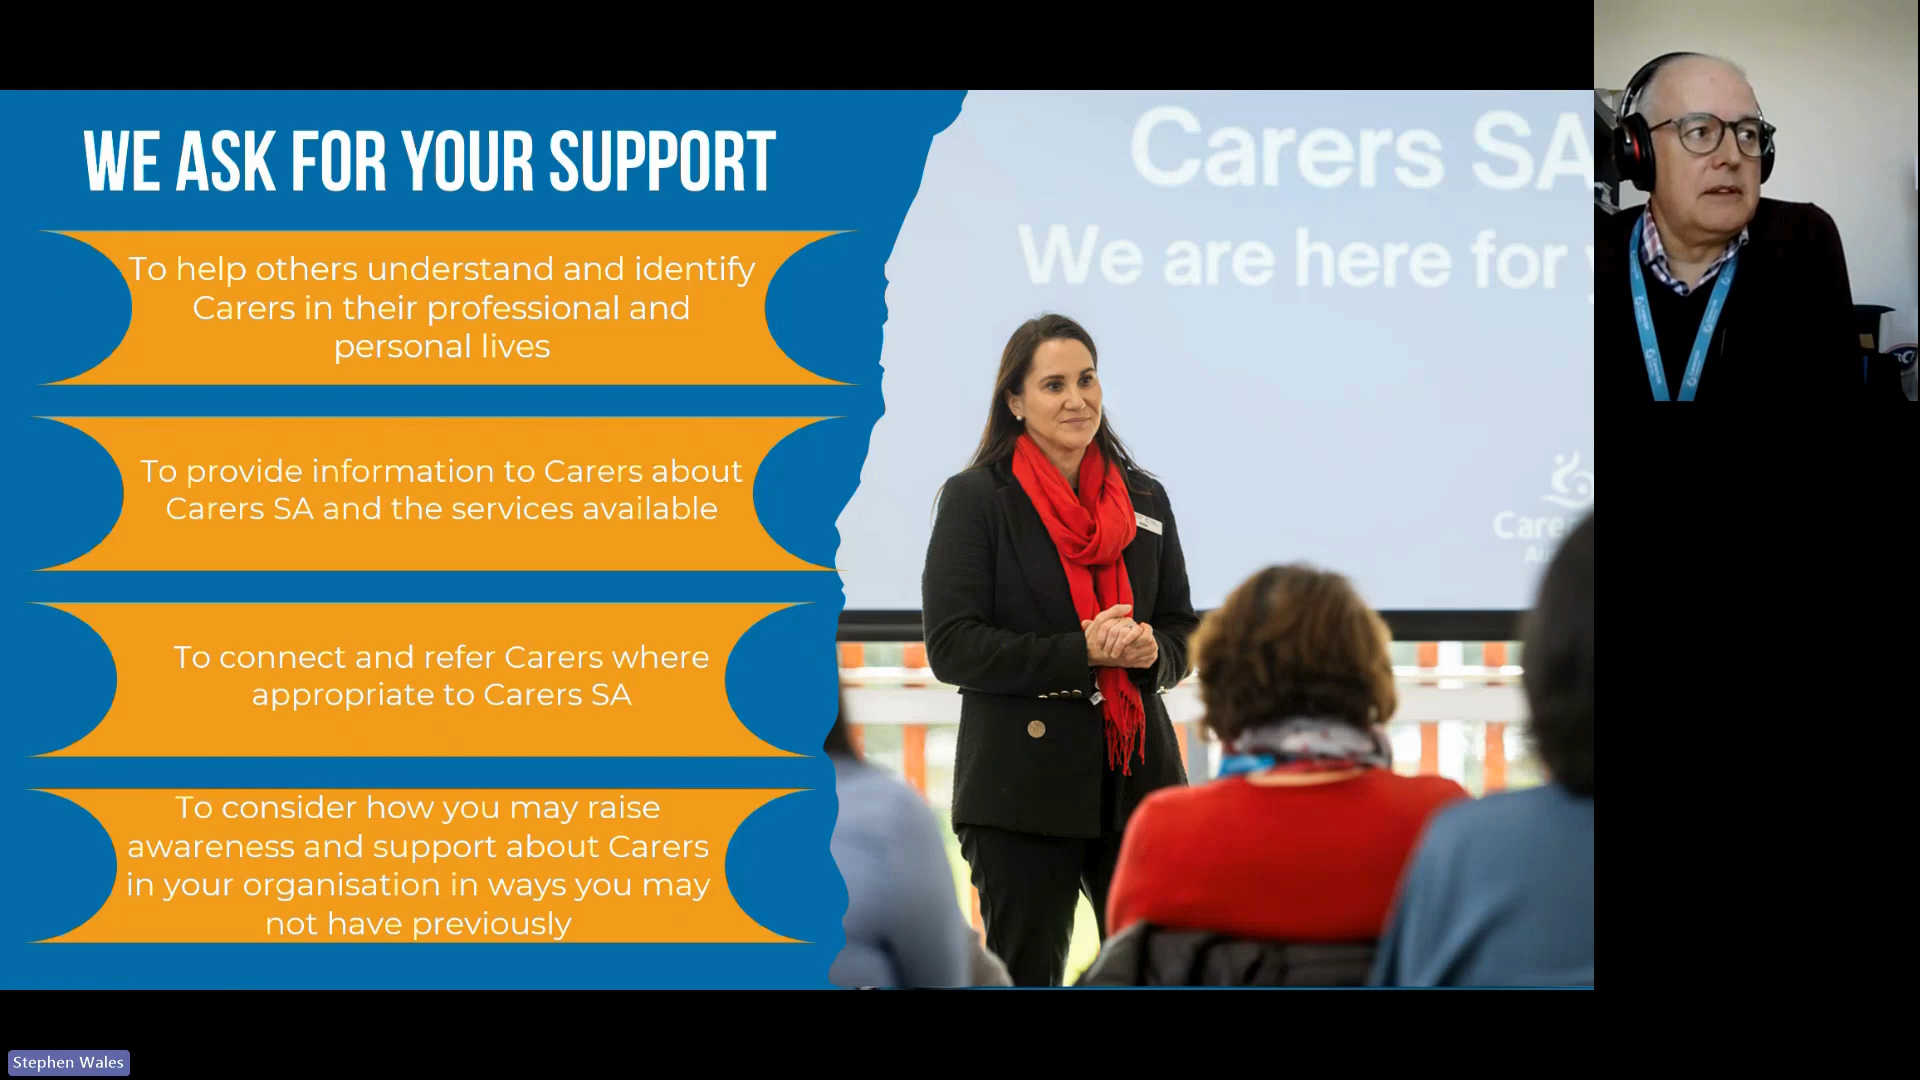 WE ASK FOR YOUR SUPPORT
To help others understand and identify
Carers in their professional and
personal lives
To provide information to Carers about
Carers SA and the services available
To connect and refer Carers where
appropriate to Carers SA
To consider how you may raise
awareness and support about Carers
in your organisation in ways you may
not have previously
Carers SA
We are here for
Stephen Wales